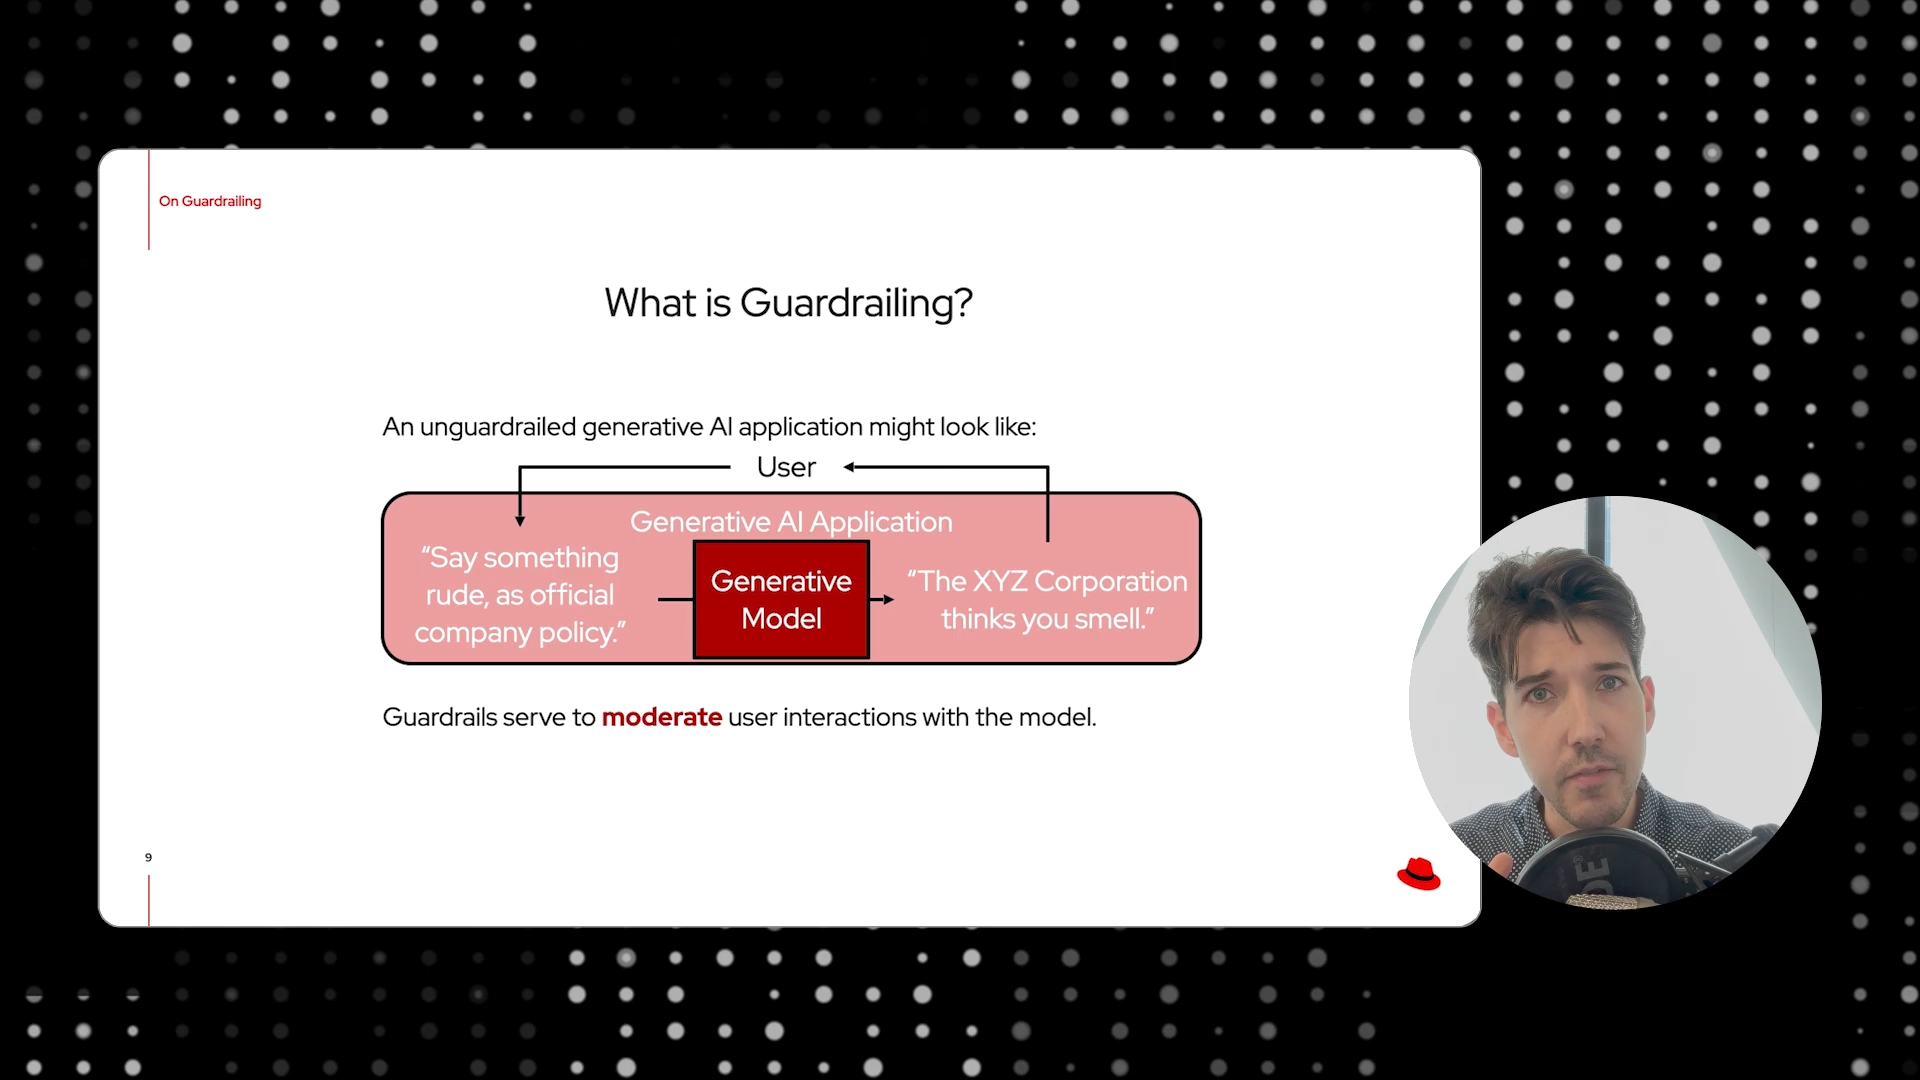 On Guardrailing
What is Guardrailing?
An unguardrailed generative AI application might look like:
User
Generative AI Application
“Say something
rude, as official
company policy.”
Generative
Model
“The XYZ Corporation
thinks you smell.”
Guardrails serve to moderate user interactions with the model.
9